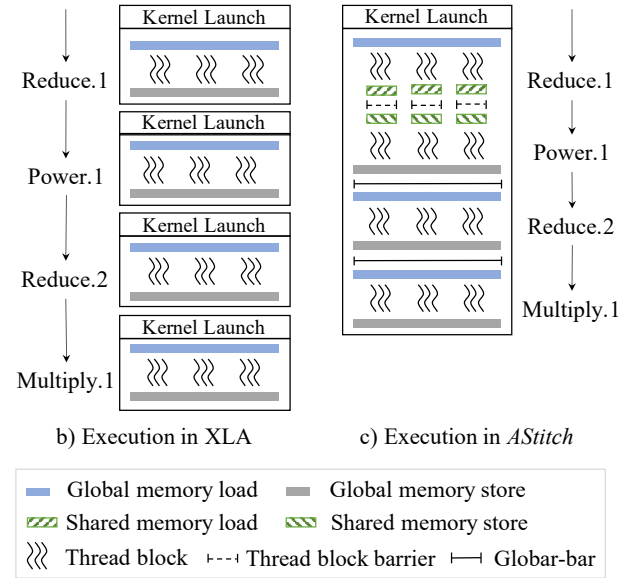 Kernel Launch
Reduce.1
Kernel Launch
Power.1
Kernel Launch
Reduce.2
Kernel Launch
Multiply.1
b) Execution in XLA
Kernel Launch
Reduce.1
Power.1
Reduce.2
Multiply.1
c) Execution in AStitch
Global memory load
Global memory store
Shared memory load
Shared memory store
Thread block
Thread block barrier
Globar-bar